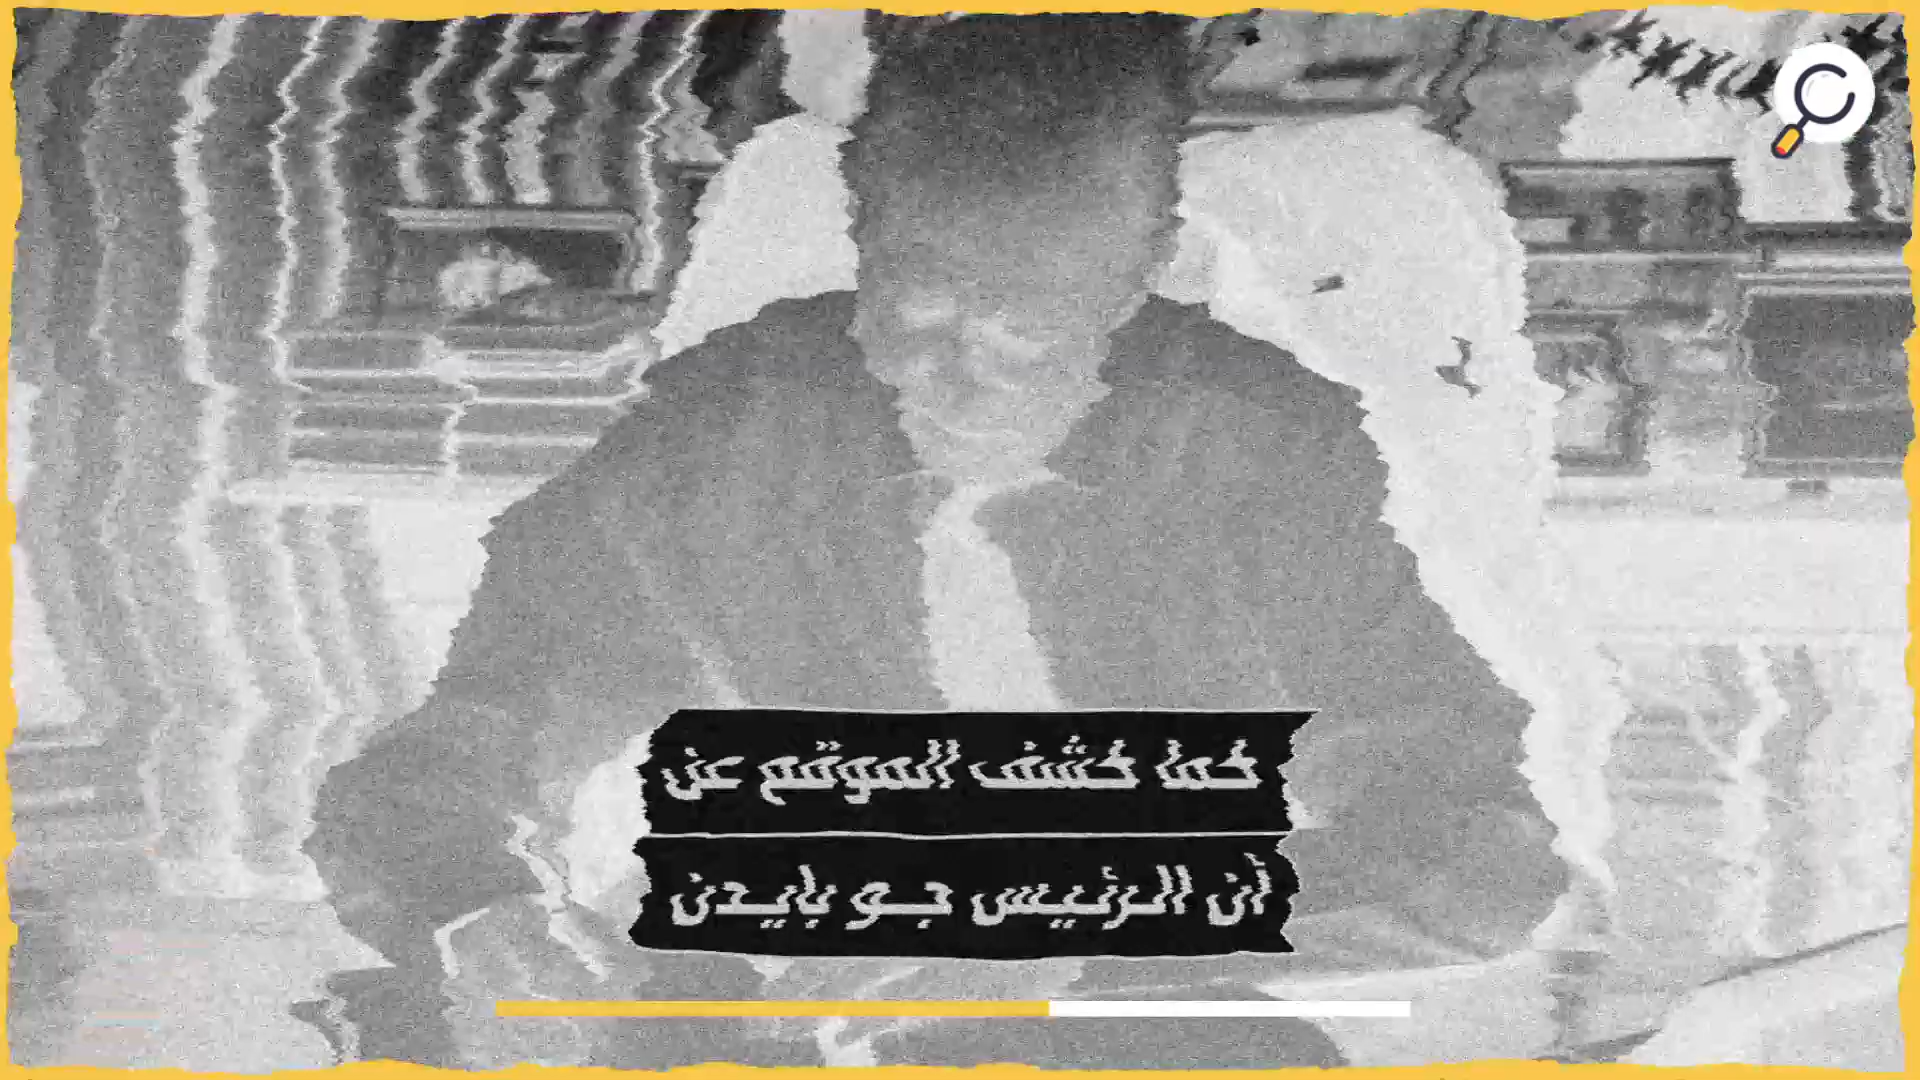 كما كشف الموقع عن
أن الرئيس جو بايدن